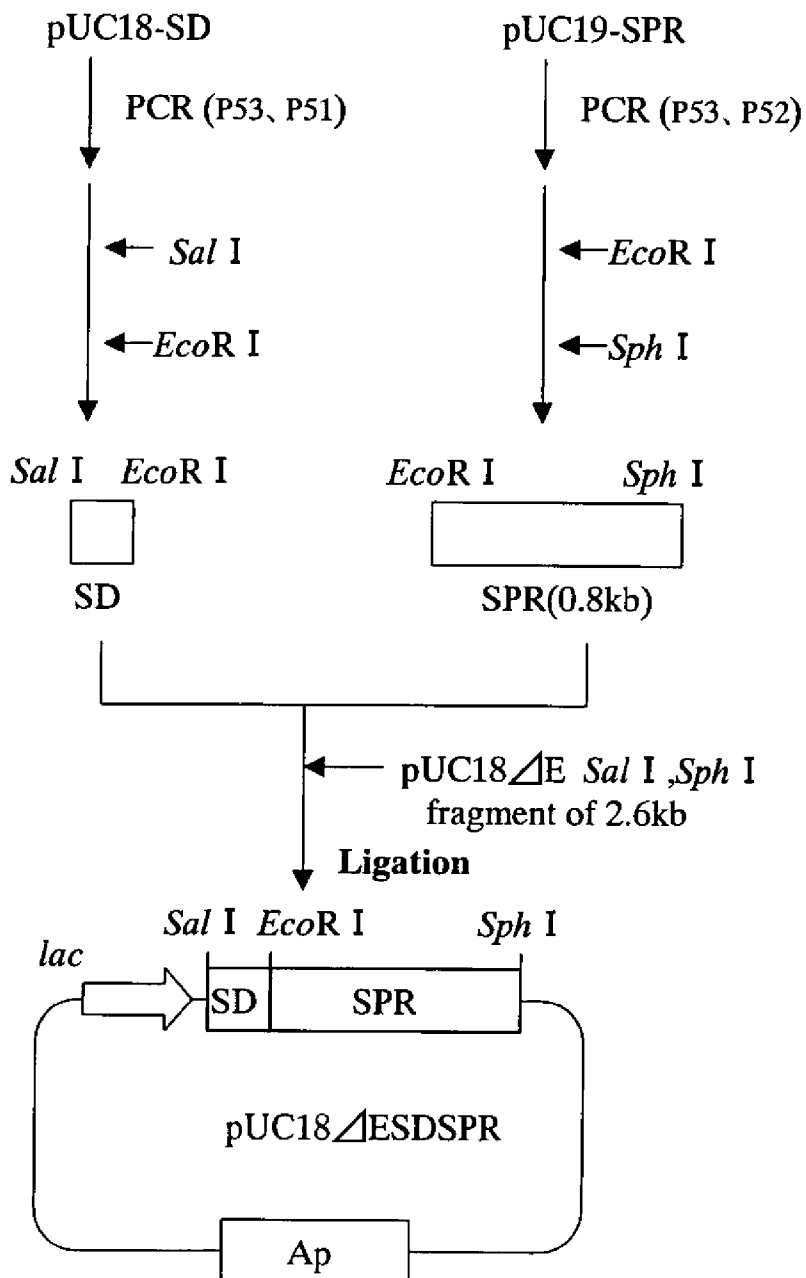 pUC18-SD
pUC19-SPR
PCR (P53、P51)
PCR (P53、P52)
Sal I
EcoR I
EcoR I
Sph I
Sal I EcoR I
EcoR I Sph I
SD
SPR(0.8kb)
pUC18⊿E Sal I ,Sph I
fragment of 2.6kb
Ligation
Sal I EcoR I Sph I
lac
SD SPR
pUC18⊿ESDSPR
Ap